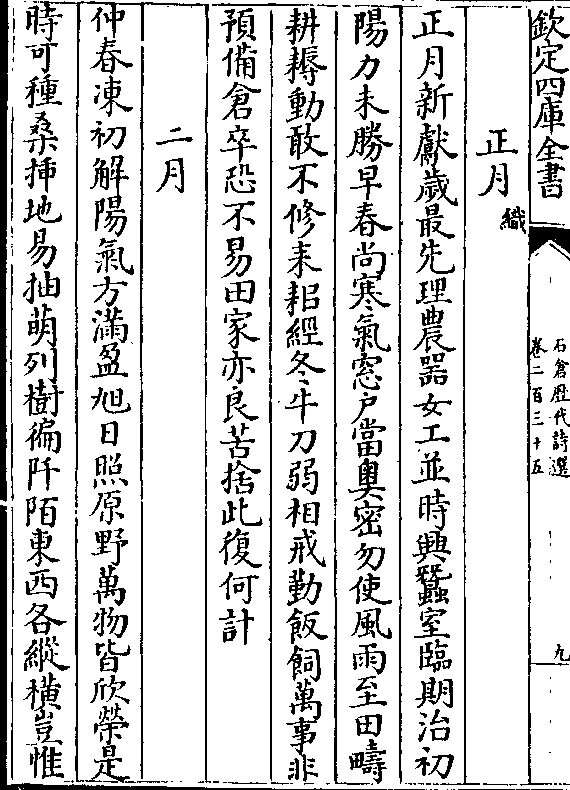 欽定四庫全書
石倉歷代詩選
卷二百三十五
九
正月 織
正月新獻歲最先理農器女工並時興蠶室臨期治初
陽力未勝早春尚寒氣窓户當奧密勿使風雨至田疇
耕耨動敢不修耒耜經冬牛刀弱相戒勤飯飼萬事非
預備倉卒恐不易田家亦良苦捨此復何計
二月
仲春凍初解陽氣方滿盈旭日照原野萬物皆欣榮是
時可種桑揷地易抽萌列樹徧阡陌東西各縱横豈惟